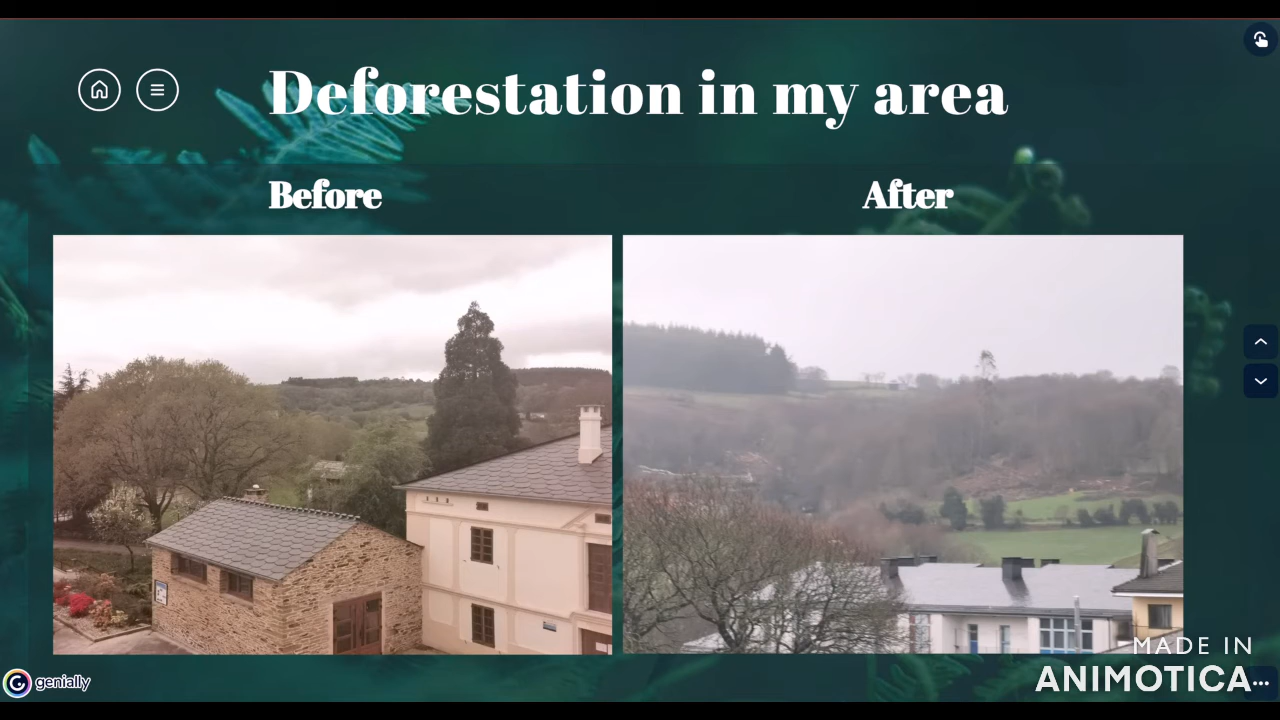 Deforestation in my area
Before
After
genially
MADE IN
ANIMOTICA